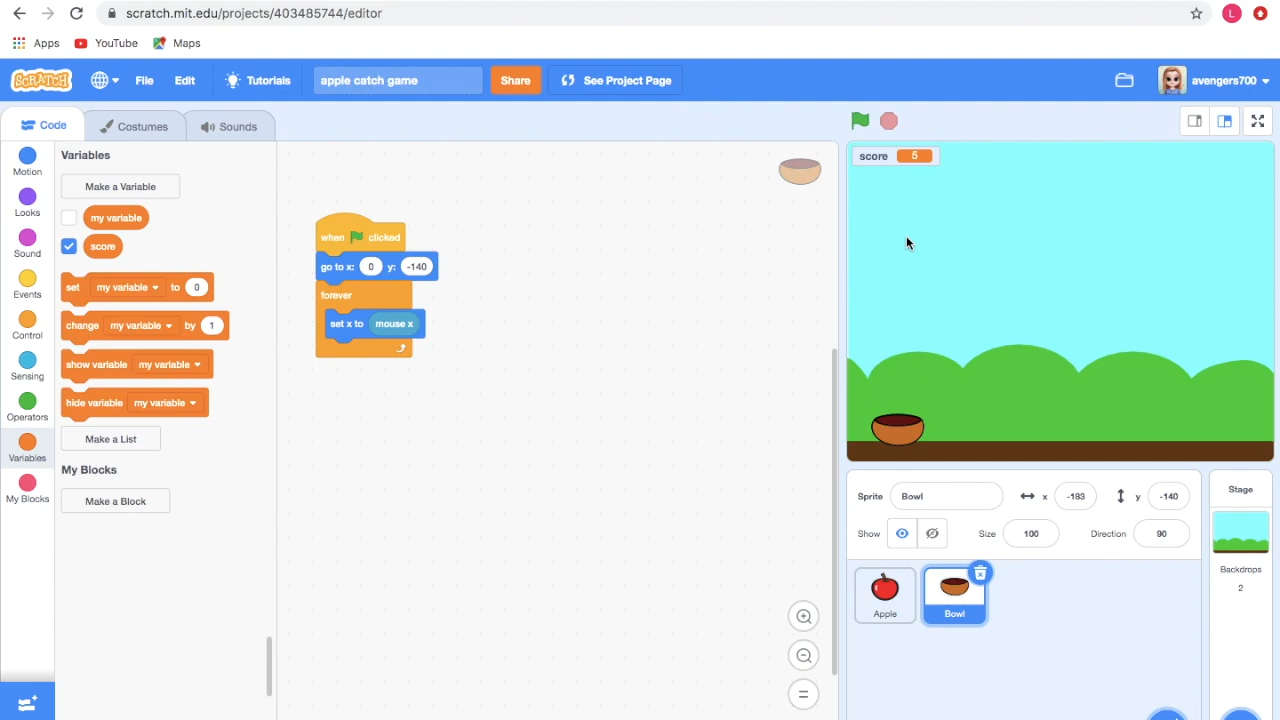 scratch.mit.edu/projects/403485744/editor
L
Apps YouTube Maps
SCRATCH File Edit Tutorials apple catch game Share See Project Page avengers700
Code Costumes Sounds
Motion
Looks
Sound
Events
Control
Sensing
Operators
Variables
My Blocks
Variables
Make a Variable
my variable
score
set my variable to 0
change my variable by 1
show variable my variable
hide variable my variable
Make a List
My Blocks
Make a Block
when clicked
go to x: 0 y: -140
forever
set x to mouse x
score 5
Sprite Bowl x -183 y -140
Show Size 100 Direction 90
Apple
Bowl
Stage
Backdrops
2